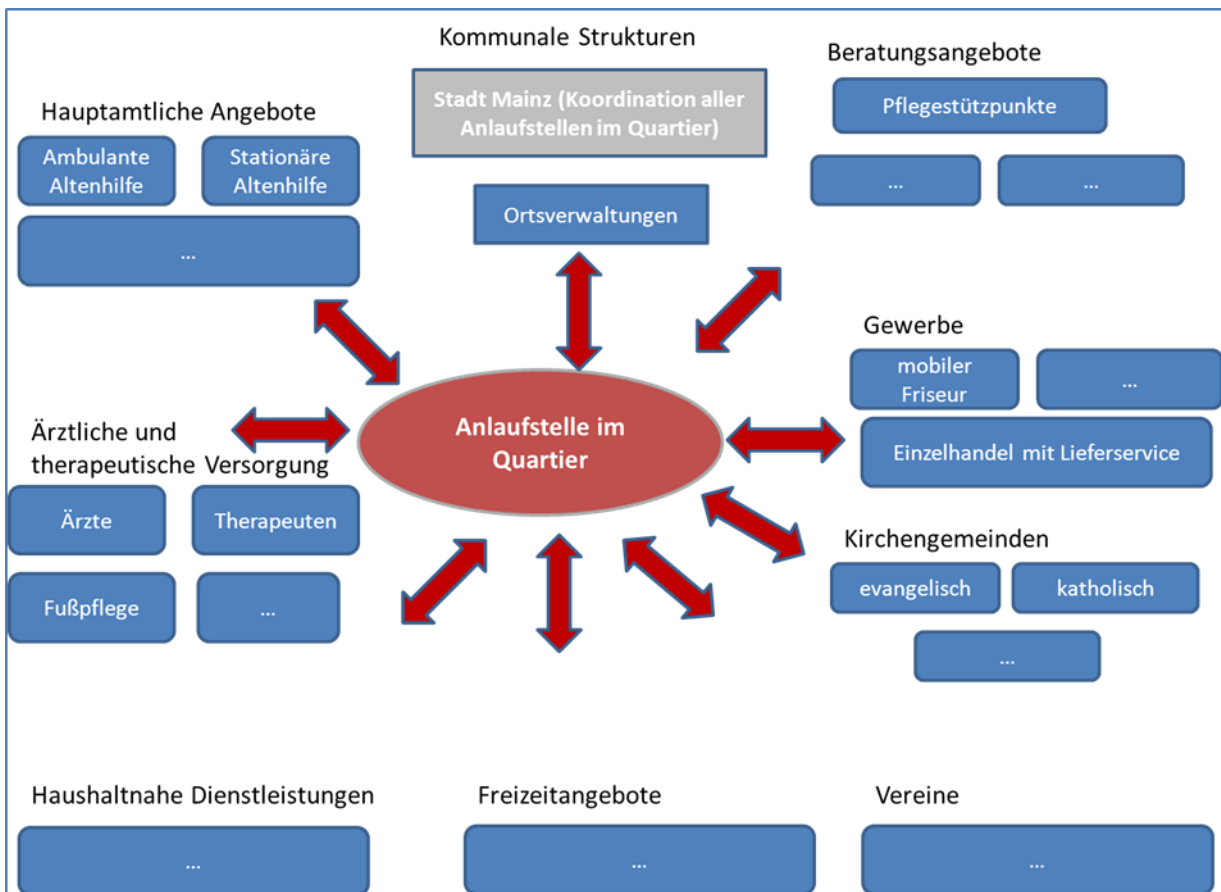 Kommunale Strukturen
Stadt Mainz (Koordination aller
Anlaufstellen im Quartier)
Ortsverwaltungen
Beratungsangebote
Pflegestützpunkte
...
...
Hauptamtliche Angebote
Ambulante
Altenhilfe
Stationäre
Altenhilfe
...
Gewerbe
mobiler
Friseur
...
Einzelhandel mit Lieferservice
Anlaufstelle im
Quartier
Ärztliche und
therapeutische Versorgung
Ärzte
Therapeuten
Fußpflege
...
Kirchengemeinden
evangelisch
katholisch
...
Haushaltnahe Dienstleistungen
...
Freizeitangebote
...
Vereine
...